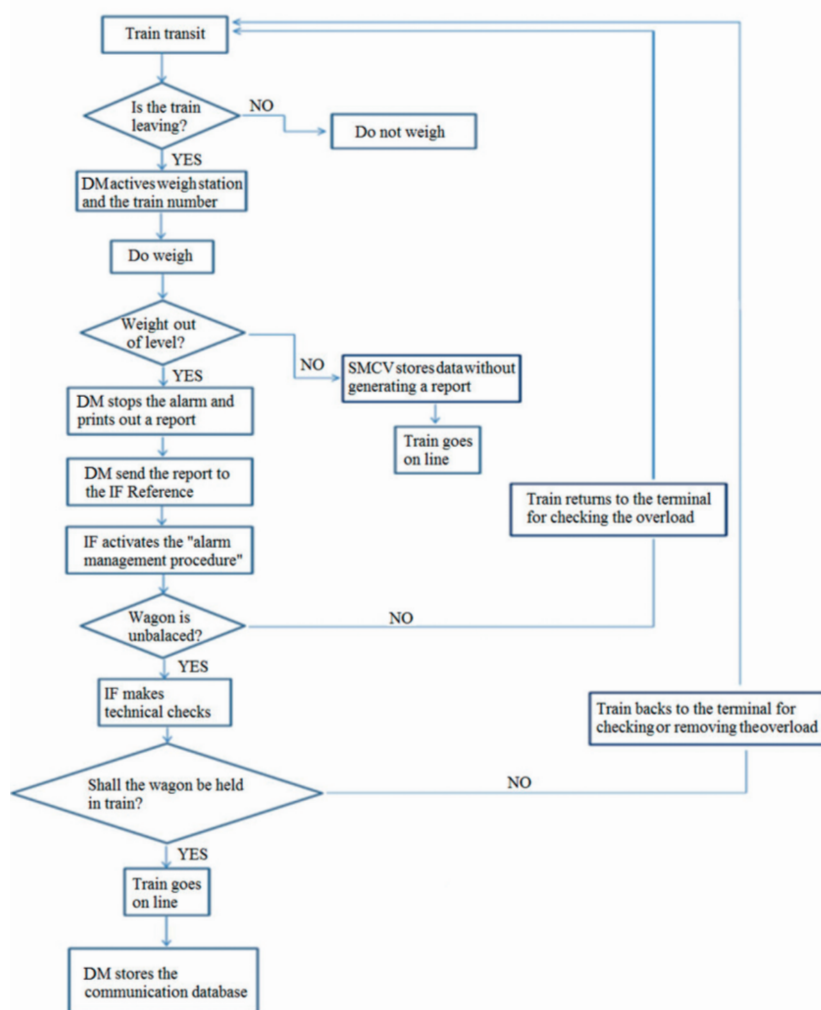 Train transit
Is the train
leaving?
NO
Do not weigh
YES
DM actives weigh station
and the train number
Do weigh
Weight out
of level?
NO
SMCV stores data without
generating a report
YES
DM stops the alarm and
prints out a report
Train goes
on line
DM send the report to
the IF Reference
Train returns to the terminal
for checking the overload
IF activates the "alarm
management procedure"
Wagon is
unbalaced?
NO
YES
IF makes
technical checks
Train backs to the terminal for
checking or removing the overload
Shall the wagon be held
in train?
NO
YES
Train goes
on line
DM stores the
communication database